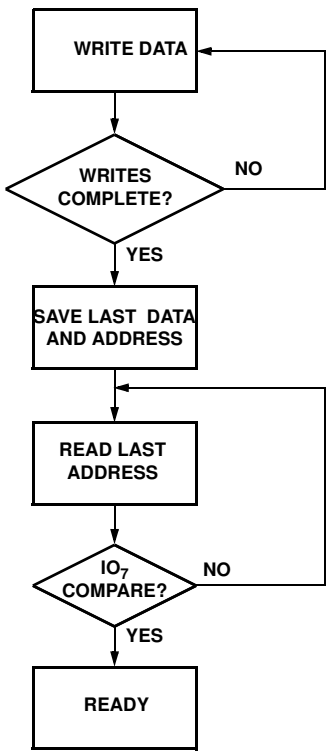 WRITE DATA
WRITES
COMPLETE?
NO
YES
SAVE LAST DATA
AND ADDRESS
READ LAST
ADDRESS
IO₇
COMPARE?
NO
YES
READY